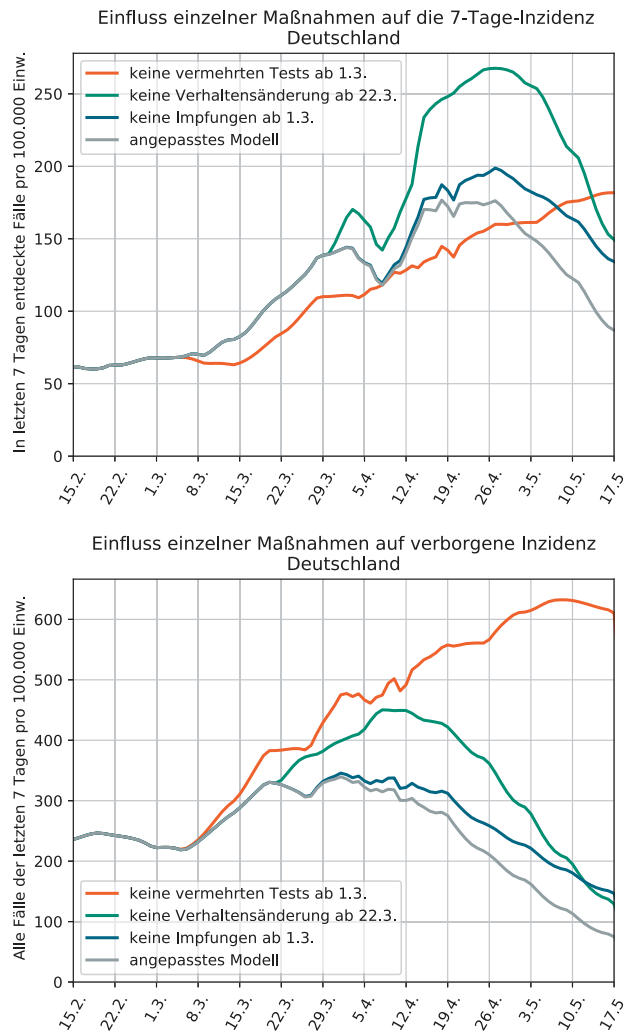 Einfluss einzelner Maßnahmen auf die 7-Tage-Inzidenz
Deutschland
In letzten 7 Tagen entdeckte Fälle pro 100.000 Einw.
250
200
150
100
50
0
keine vermehrten Tests ab 1.3.
keine Verhaltensänderung ab 22.3.
keine Impfungen ab 1.3.
angepasstes Modell
15.2.
22.2.
1.3.
8.3.
15.3.
22.3.
29.3.
5.4.
12.4.
19.4.
26.4.
3.5.
10.5.
17.5
Einfluss einzelner Maßnahmen auf verborgene Inzidenz
Deutschland
Alle Fälle der letzten 7 Tagen pro 100.000 Einw.
600
500
400
300
200
100
0
keine vermehrten Tests ab 1.3.
keine Verhaltensänderung ab 22.3.
keine Impfungen ab 1.3.
angepasstes Modell
15.2.
22.2.
1.3.
8.3.
15.3.
22.3.
29.3.
5.4.
12.4.
19.4.
26.4.
3.5.
10.5.
17.5